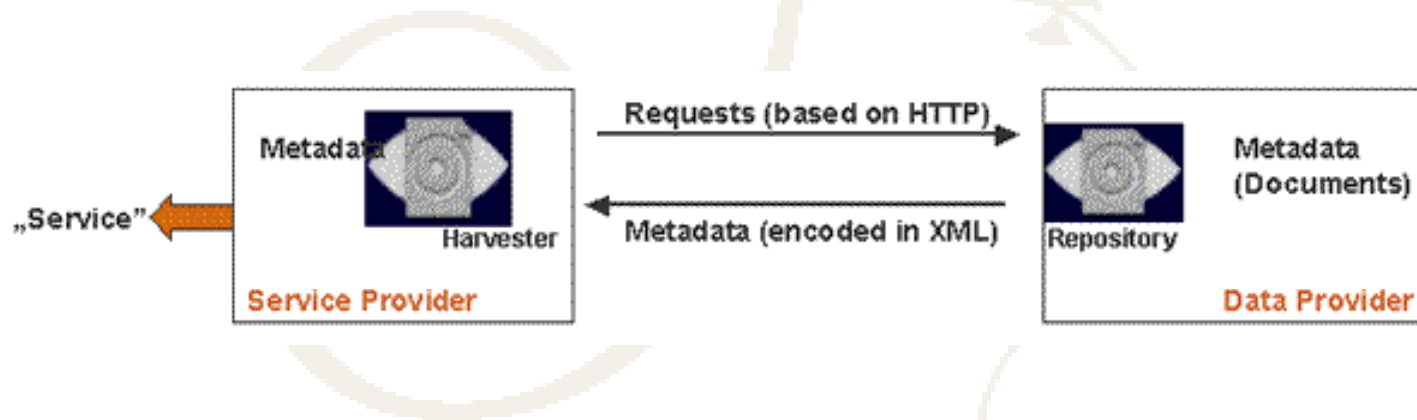 Requests (based on HTTP)
Metadata
Metadata
(Documents)
„Service”
Harvester
Metadata (encoded in XML)
Repository
Service Provider
Data Provider